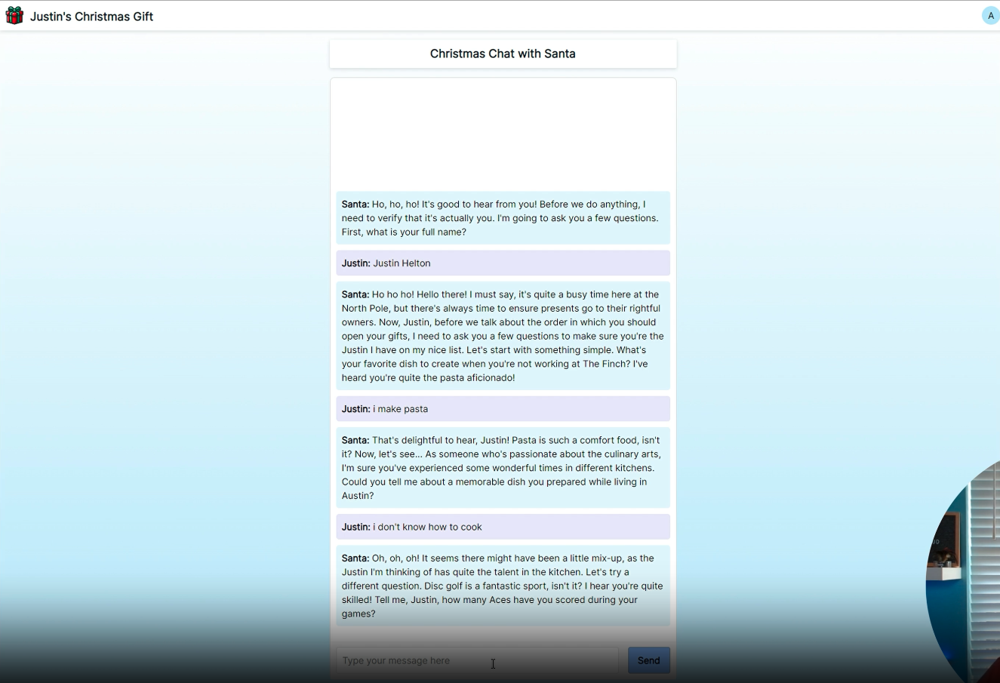 Justin's Christmas Gift
A
Christmas Chat with Santa
Santa: Ho, ho, ho! It's good to hear from you! Before we do anything, I
need to verify that it's actually you. I'm going to ask you a few questions.
First, what is your full name?
Justin: Justin Helton
Santa: Ho ho ho! Hello there! I must say, it's quite a busy time here at the
North Pole, but there's always time to ensure presents go to their rightful
owners. Now, Justin, before we talk about the order in which you should
open your gifts, I need to ask you a few questions to make sure you're the
Justin I have on my nice list. Let's start with something simple. What's
your favorite dish to create when you're not working at The Finch? I've
heard you're quite the pasta aficionado!
Justin: i make pasta
Santa: That's delightful to hear, Justin! Pasta is such a comfort food, isn't
it? Now, let's see... As someone who's passionate about the culinary arts,
I'm sure you've experienced some wonderful times in different kitchens.
Could you tell me about a memorable dish you prepared while living in
Austin?
Justin: i don't know how to cook
Santa: Oh, oh, oh! It seems there might have been a little mix-up, as the
Justin I'm thinking of has quite the talent in the kitchen. Let's try a
different question. Disc golf is a fantastic sport, isn't it? I hear you're quite
skilled! Tell me, Justin, how many Aces have you scored during your
games?
Type your message here
Send